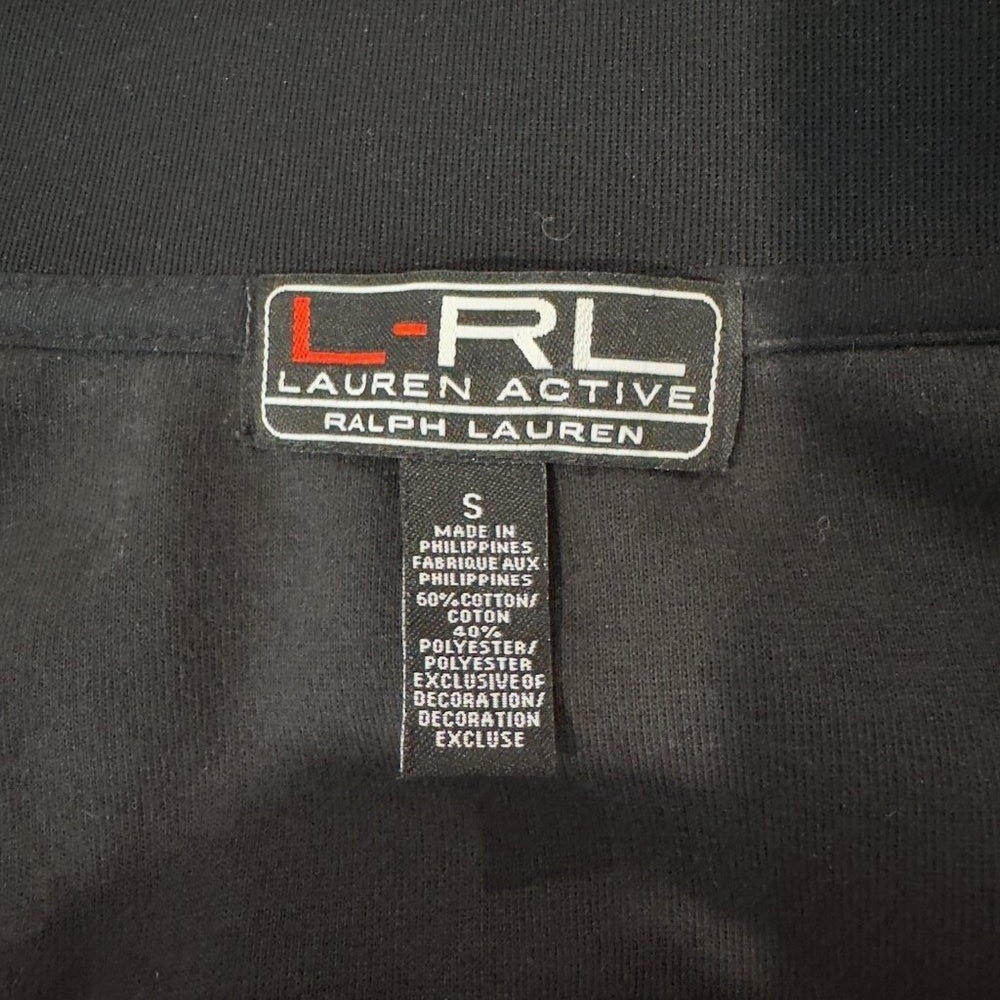 L-RL
LAUREN ACTIVE
RALPH LAUREN
S
MADE IN
PHILIPPINES
FABRIQUE AUX
PHILIPPINES
60% COTTON/
COTON
40%
POLYESTER/
POLYESTER
EXCLUSIVE OF
DECORATION/
DECORATION
EXCLUSE